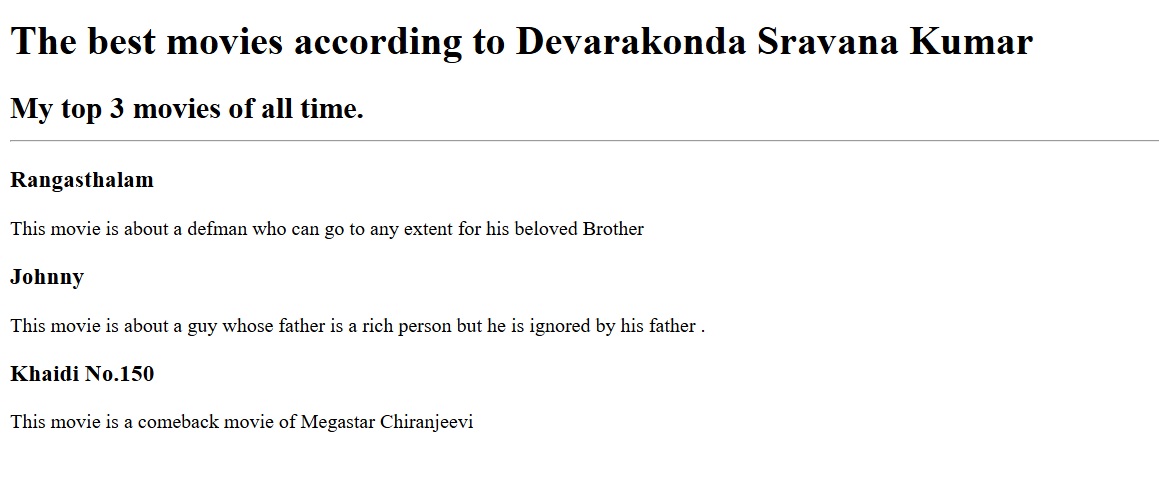 The best movies according to Devarakonda Sravana Kumar
My top 3 movies of all time.
Rangasthalam
This movie is about a defman who can go to any extent for his beloved Brother
Johnny
This movie is about a guy whose father is a rich person but he is ignored by his father .
Khaidi No.150
This movie is a comeback movie of Megastar Chiranjeevi